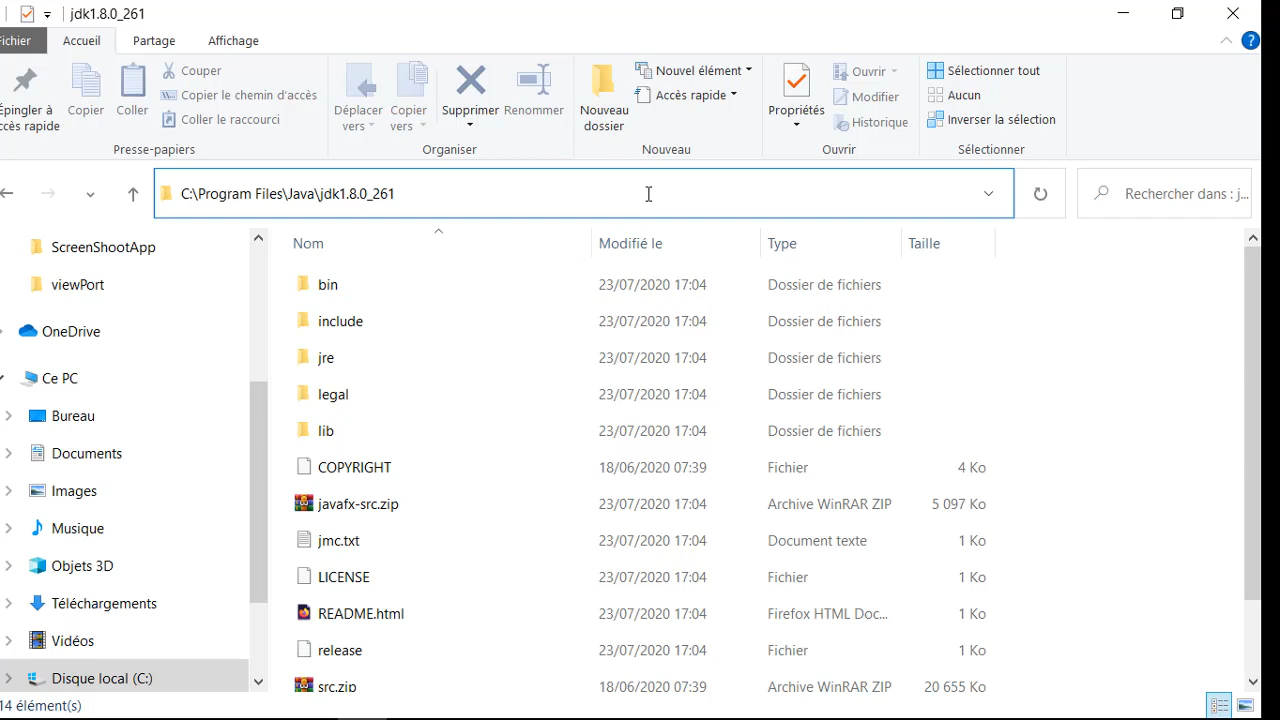 jdk1.8.0_261
Fichier
Accueil
Partage
Affichage
Épingler à
accès rapide
Copier
Coller
Couper
Copier le chemin d'accès
Coller le raccourci
Presse-papiers
Déplacer
vers
Copier
vers
Supprimer
Renommer
Organiser
Nouveau
dossier
Nouvel élément
Accès rapide
Nouveau
Propriétés
Ouvrir
Modifier
Historique
Ouvrir
Sélectionner tout
Aucun
Inverser la sélection
Sélectionner
C:\Program Files\Java\jdk1.8.0_261
Rechercher dans : j...
ScreenShootApp
viewPort
OneDrive
Ce PC
Bureau
Documents
Images
Musique
Objets 3D
Téléchargements
Vidéos
Disque local (C:)
Nom Modifié le Type Taille
bin 23/07/2020 17:04 Dossier de fichiers
include 23/07/2020 17:04 Dossier de fichiers
jre 23/07/2020 17:04 Dossier de fichiers
legal 23/07/2020 17:04 Dossier de fichiers
lib 23/07/2020 17:04 Dossier de fichiers
COPYRIGHT 18/06/2020 07:39 Fichier 4 Ko
javafx-src.zip 23/07/2020 17:04 Archive WinRAR ZIP 5 097 Ko
jmc.txt 23/07/2020 17:04 Document texte 1 Ko
LICENSE 23/07/2020 17:04 Fichier 1 Ko
README.html 23/07/2020 17:04 Firefox HTML Doc... 1 Ko
release 23/07/2020 17:04 Fichier 1 Ko
src.zip 18/06/2020 07:39 Archive WinRAR ZIP 20 655 Ko
14 élément(s)